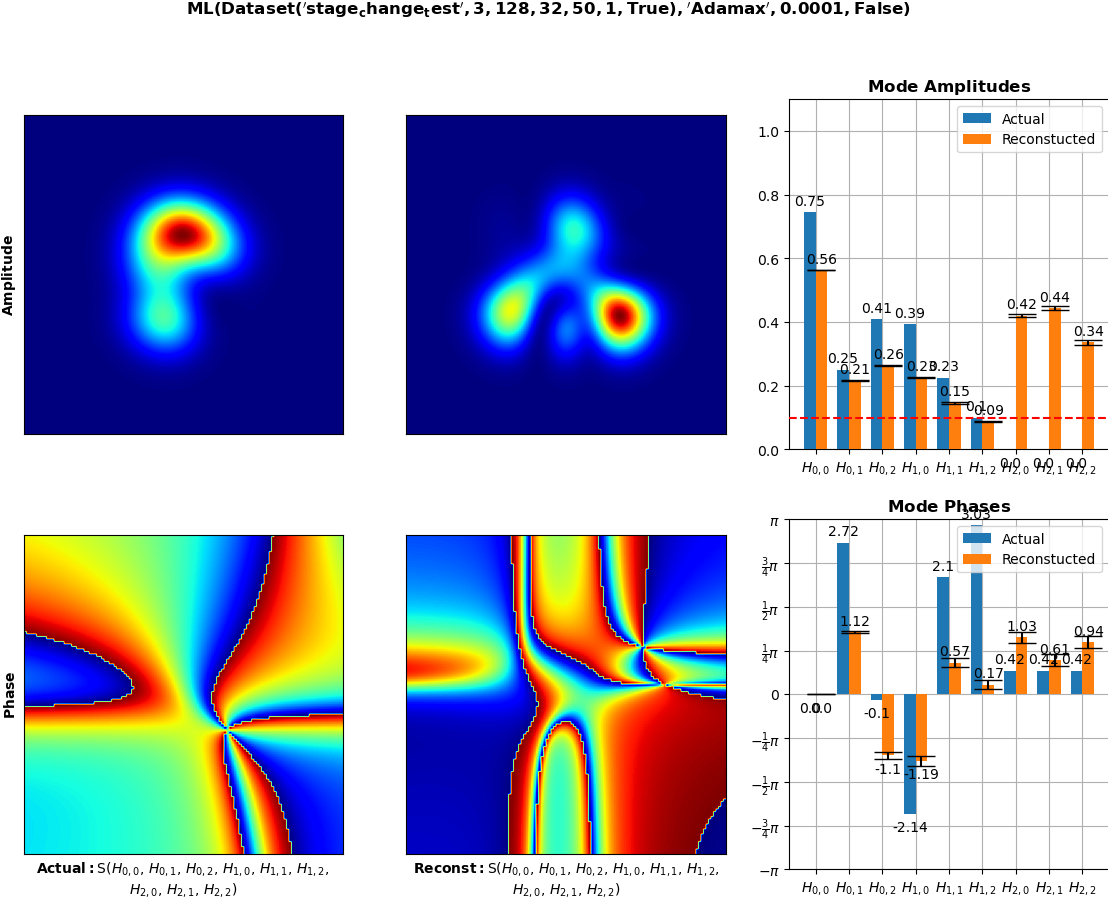 ML(Dataset('stage_change_test', 3, 128, 32, 50, 1, True), 'Adamax', 0.0001, False)
Amplitude
Mode Amplitudes
Actual
Reconstucted
1.0
0.8
0.6
0.4
0.2
0.0
0.75
0.56
0.25
0.21
0.41
0.26
0.39
0.23
0.23
0.15
0.1
0.09
0.0
0.42
0.0
0.44
0.0
0.34
H0,0 H0,1 H0,2 H1,0 H1,1 H1,2 H2,0 H2,1 H2,2
Phase
Mode Phases
Actual
Reconstucted
π
3/4π
1/2π
1/4π
0
−1/4π
−1/2π
−3/4π
−π
0.0
0.0
2.72
1.12
-0.1
-1.1
-2.14
-1.19
2.1
0.57
3.03
0.17
0.42
1.03
0.42
0.61
0.42
0.94
H0,0 H0,1 H0,2 H1,0 H1,1 H1,2 H2,0 H2,1 H2,2
Actual: S(H0,0, H0,1, H0,2, H1,0, H1,1, H1,2,
H2,0, H2,1, H2,2)
Reconst: S(H0,0, H0,1, H0,2, H1,0, H1,1, H1,2,
H2,0, H2,1, H2,2)